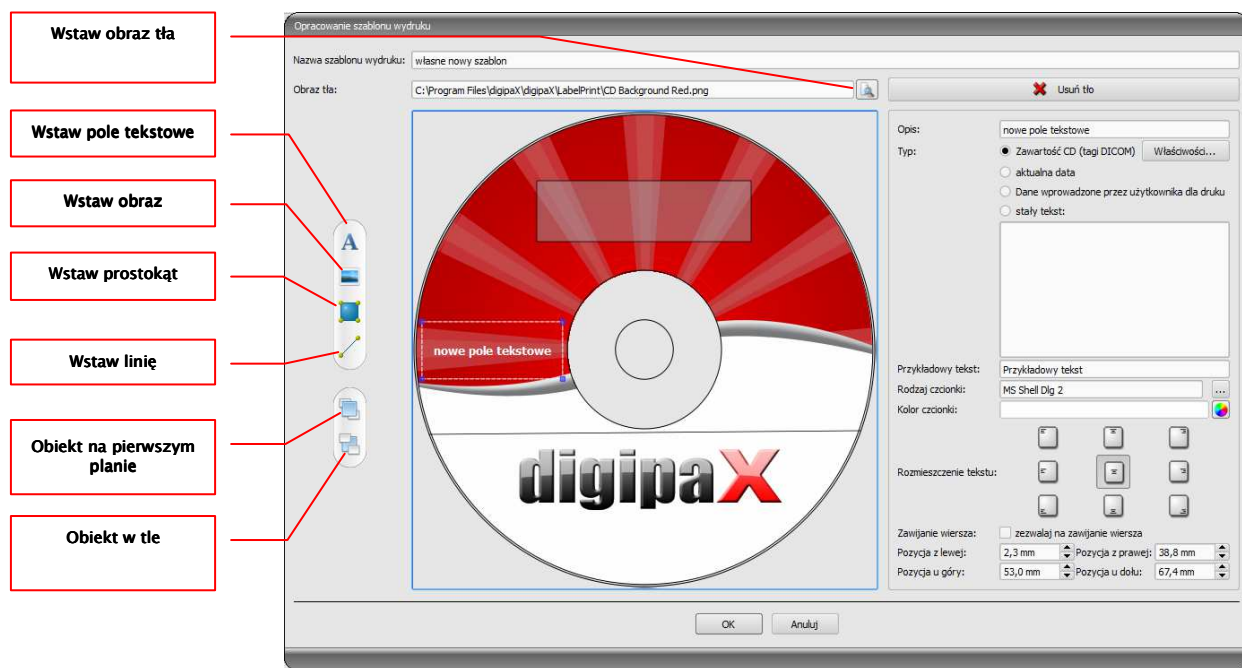 Wstaw obraz tła
Wstaw pole tekstowe
Wstaw obraz
Wstaw prostokąt
Wstaw linię
Obiekt na pierwszym
planie
Obiekt w tle
Opracowanie szablonu wydruku
Nazwa szablonu wydruku: własne nowy szablon
Obraz tła: C:\Program Files\digipaX\digipaX\LabelPrint\CD Background Red.png
Usuń tło
A
nowe pole tekstowe
digipaX
Opis: nowe pole tekstowe
Typ: Zawartość CD (tagi DICOM) Właściwości...
aktualna data
Dane wprowadzone przez użytkownika dla druku
stały tekst:
Przykładowy tekst: Przykładowy tekst
Rodzaj czcionki: MS Shell Dlg 2 ...
Kolor czcionki:
Rozmieszczenie tekstu:
Zawijanie wiersza: zezwalaj na zawijanie wiersza
Pozycja z lewej: 2,3 mm Pozycja z prawej: 38,8 mm
Pozycja u góry: 53,0 mm Pozycja u dołu: 67,4 mm
OK Anuluj